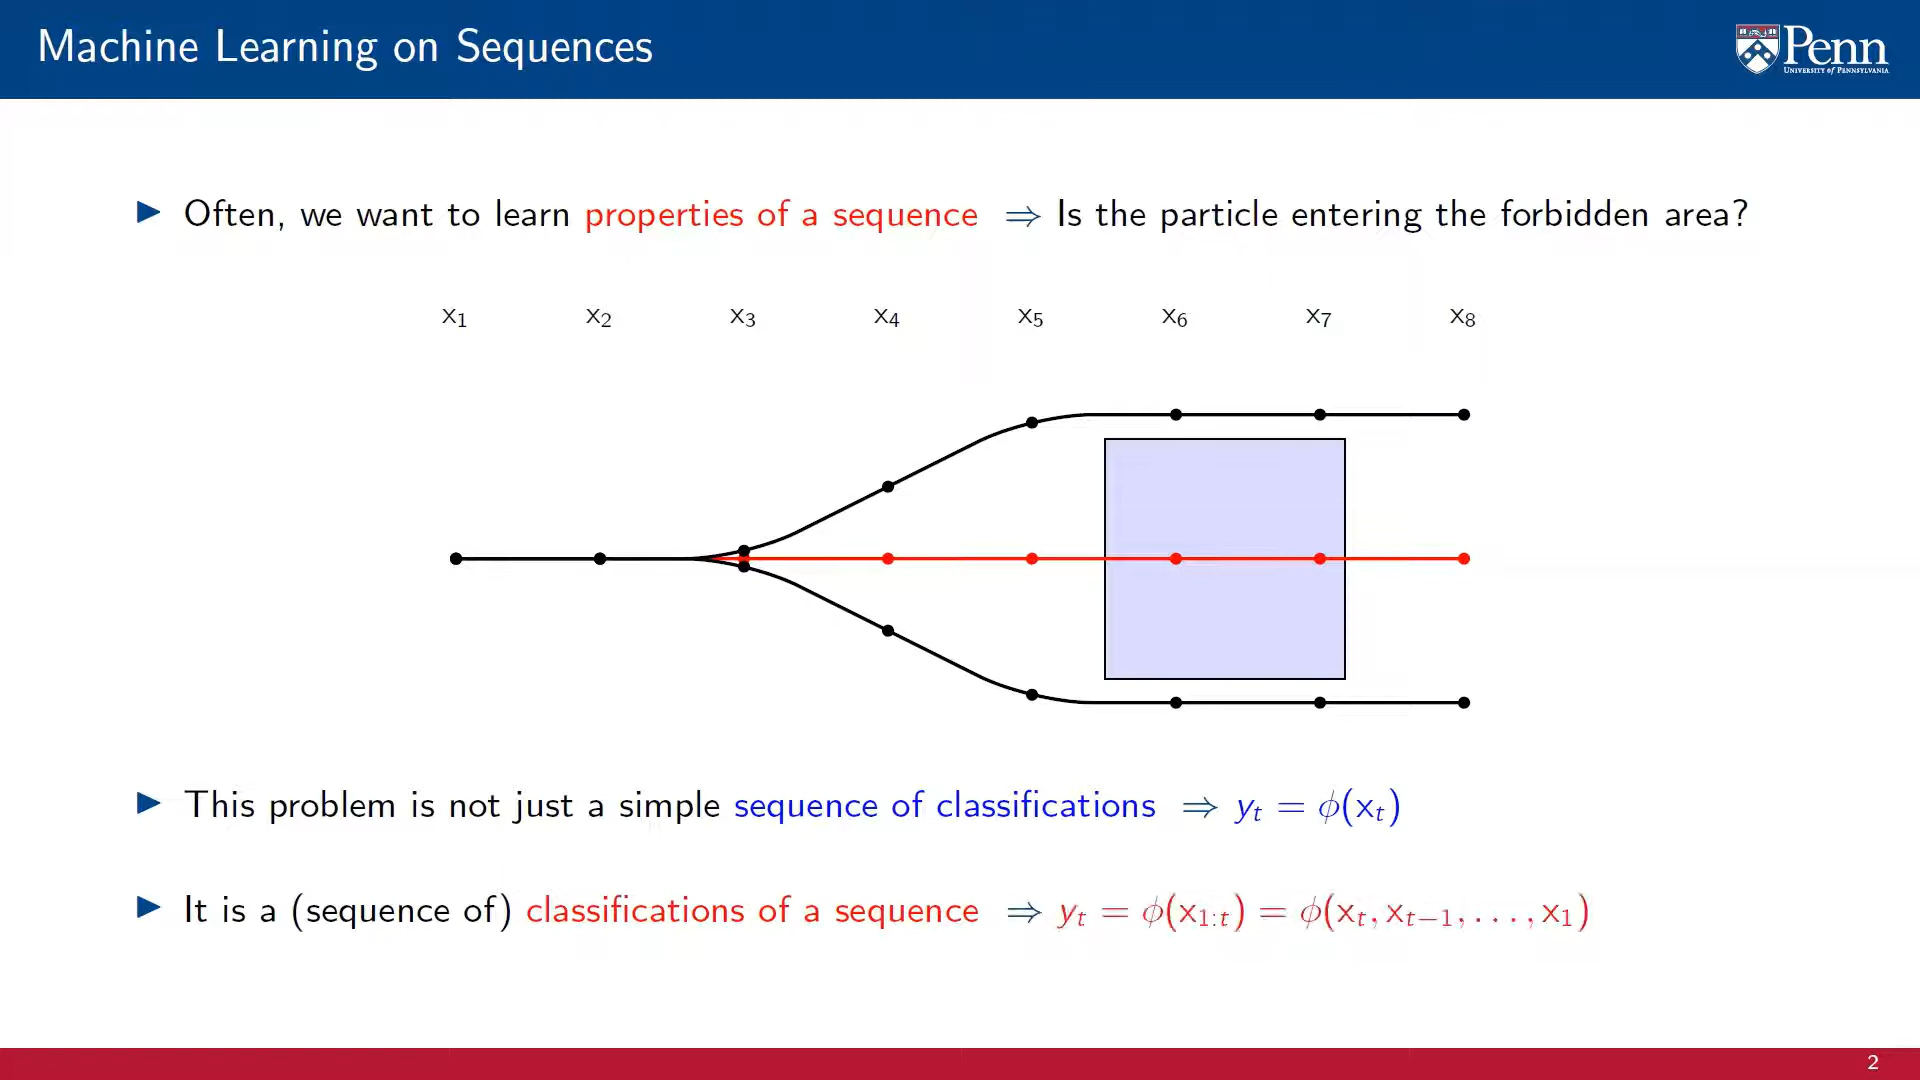 Machine Learning on Sequences
Penn
University of Pennsylvania
▶ Often, we want to learn properties of a sequence ⇒ Is the particle entering the forbidden area?
x₁ x₂ x₃ x₄ x₅ x₆ x₇ x₈
▶ This problem is not just a simple sequence of classifications ⇒ yₜ = ϕ(xₜ)
▶ It is a (sequence of) classifications of a sequence ⇒ yₜ = ϕ(x₁:ₜ) = ϕ(xₜ, xₜ₋₁, . . . , x₁)
2